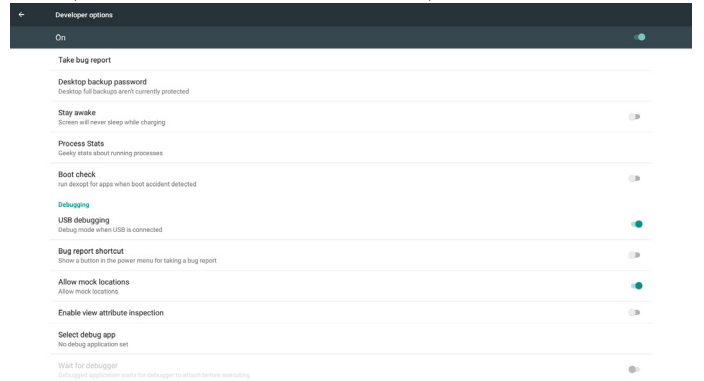 Developer options
On
Take bug report
Desktop backup password
Desktop full backups aren't currently protected
Stay awake
Screen will never sleep while charging
Process Stats
Geeky stats about running processes
Boot check
run dexopt for apps when boot accident detected
Debugging
USB debugging
Debug mode when USB is connected
Bug report shortcut
Show a button in the power menu for taking a bug report
Allow mock locations
Allow mock locations
Enable view attribute inspection
Select debug app
No debug application set
Wait for debugger
Debugged application waits for debugger to attach before executing